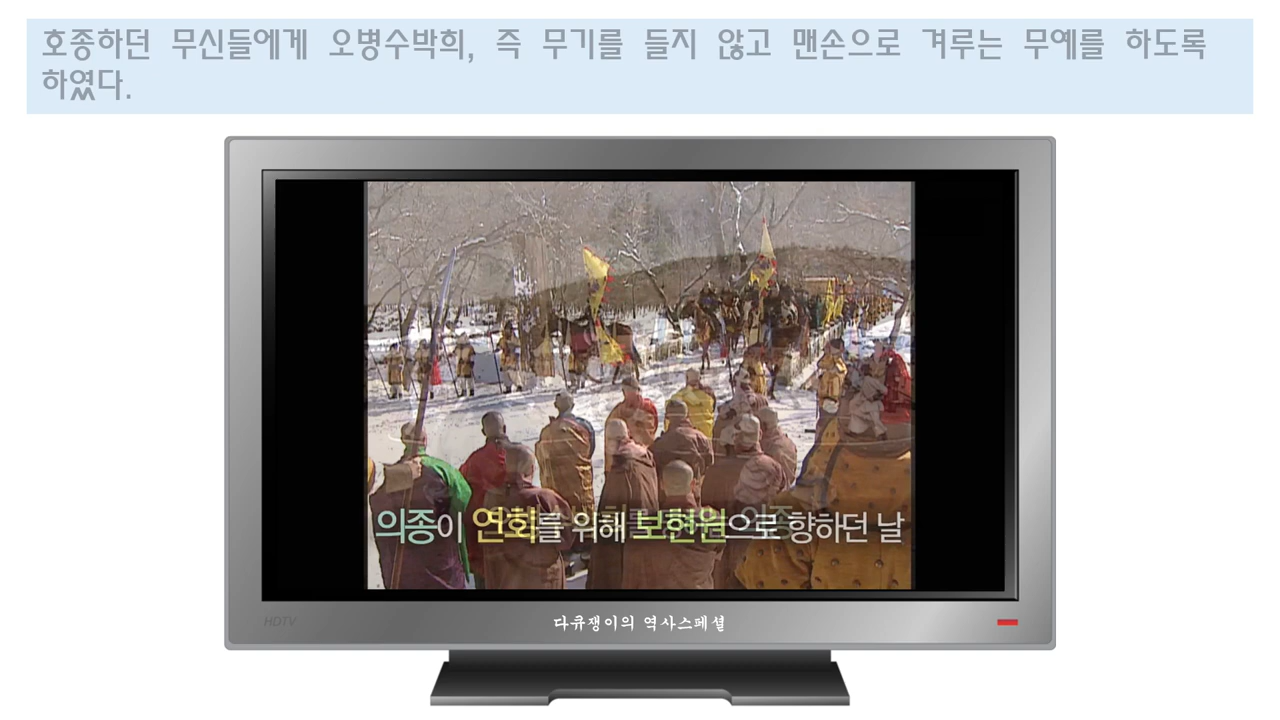 호종하던 무신들에게 오병수박희, 즉 무기를 들지 않고 맨손으로 겨루는 무예를 하도록
하였다.
의종이 연회를 위해 보현원으로 향하던 날
HDTV
다큐쟁이의 역사스페셜